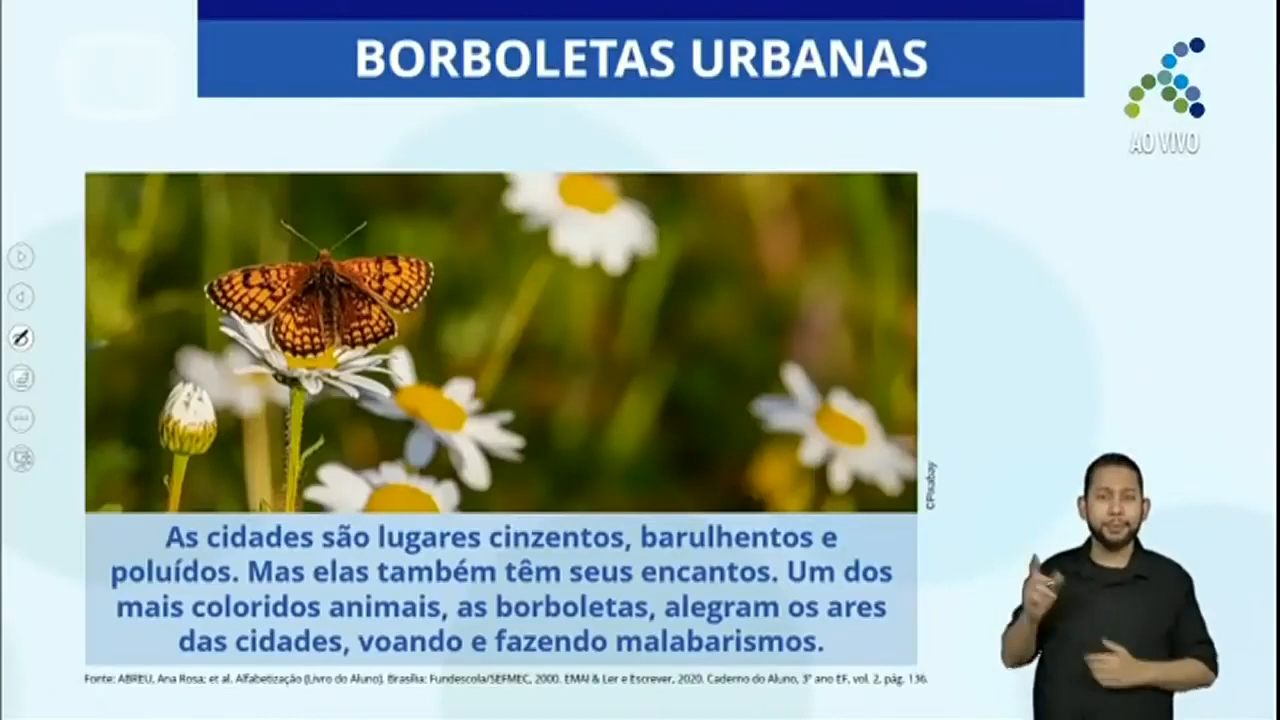 BORBOLETAS URBANAS
AO VIVO
©Pixabay
As cidades são lugares cinzentos, barulhentos e
poluídos. Mas elas também têm seus encantos. Um dos
mais coloridos animais, as borboletas, alegram os ares
das cidades, voando e fazendo malabarismos.
Fonte: ABREU, Ana Rosa; et al. Alfabetização (Livro do Aluno). Brasília: Fundescola/SEFMEC, 2000. EMAI & Ler e Escrever, 2020. Caderno do Aluno, 3º ano EF, vol. 2, pág. 136.